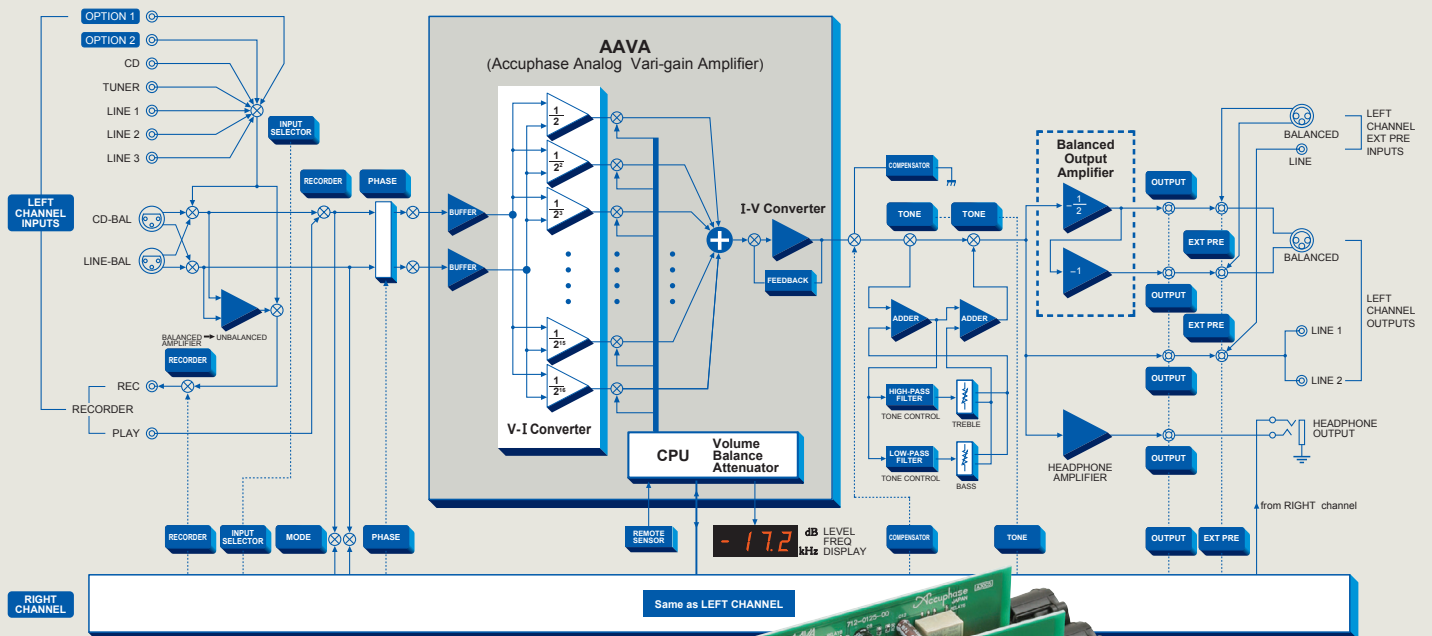 OPTION 1
OPTION 2
CD
TUNER
LINE 1
LINE 2
LINE 3
INPUT
SELECTOR
LEFT
CHANNEL
INPUTS
CD-BAL
LINE-BAL
RECORDER
PHASE
BALANCED → UNBALANCED
AMPLIFIER
RECORDER
REC
RECORDER
PLAY
AAVA
(Accuphase Analog Vari-gain Amplifier)
BUFFER
BUFFER
1/2
1/2²
1/2³
1/2¹⁵
1/2¹⁶
V-I Converter
+
I-V Converter
FEEDBACK
CPU
Volume
Balance
Attenuator
COMPENSATOR
TONE
TONE
ADDER
ADDER
HIGH-PASS
FILTER
TONE CONTROL
TREBLE
LOW-PASS
FILTER
TONE CONTROL
BASS
Balanced
Output
Amplifier
-1/2
-1
HEADPHONE
AMPLIFIER
OUTPUT
EXT PRE
OUTPUT
EXT PRE
OUTPUT
OUTPUT
BALANCED
LINE
LEFT
CHANNEL
EXT PRE
INPUTS
BALANCED
LINE 1
LINE 2
LEFT
CHANNEL
OUTPUTS
HEADPHONE
OUTPUT
from RIGHT channel
RECORDER
INPUT
SELECTOR
MODE
PHASE
REMOTE
SENSOR
-17.2
dB LEVEL
FREQ
kHz DISPLAY
COMPENSATOR
TONE
OUTPUT
EXT PRE
RIGHT
CHANNEL
Same as LEFT CHANNEL
Accuphase
JAPAN
712-0125-00